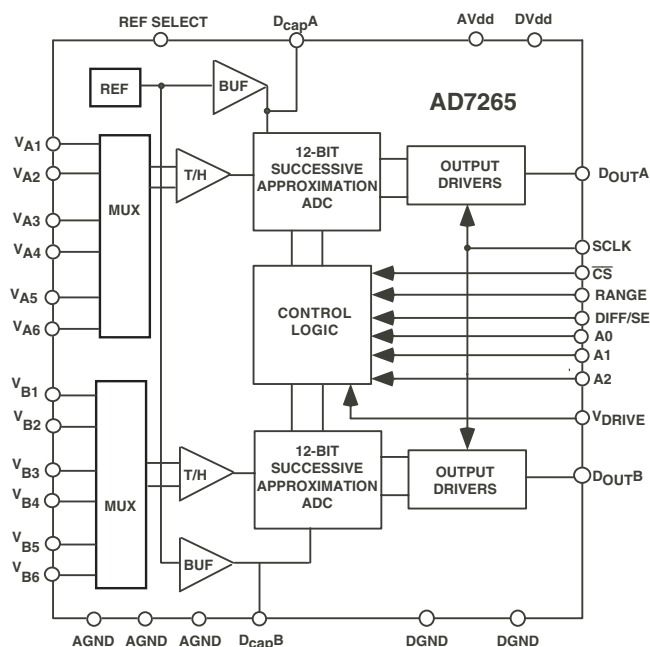 REF SELECT
DcapA
AVdd
DVdd
REF
BUF
AD7265
VA1
VA2
VA3
VA4
VA5
VA6
MUX
T/H
12-BIT
SUCCESSIVE
APPROXIMATION
ADC
OUTPUT
DRIVERS
DOUTA
SCLK
CS
RANGE
DIFF/SE
A0
A1
A2
VDRIVE
CONTROL
LOGIC
VB1
VB2
VB3
VB4
VB5
VB6
MUX
T/H
12-BIT
SUCCESSIVE
APPROXIMATION
ADC
OUTPUT
DRIVERS
DOUTB
BUF
AGND
AGND
AGND
DcapB
DGND
DGND